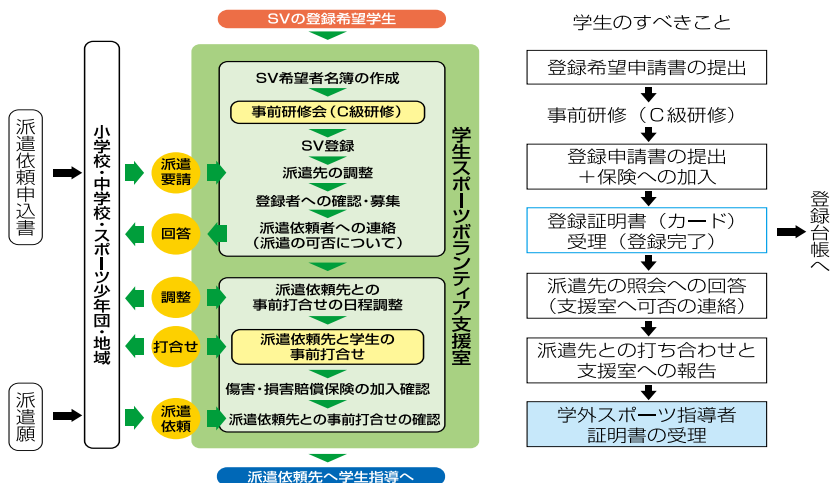 SVの登録希望学生
派遣依頼申込書
派遣願
小学校・中学校・スポーツ少年団・地域
派遣
要請
回答
調整
打合せ
派遣
依頼
SV希望者名簿の作成
事前研修会（C級研修）
SV登録
派遣先の調整
登録者への確認・募集
派遣依頼者への連絡
（派遣の可否について）
派遣依頼先との
事前打合せの日程調整
派遣依頼先と学生の
事前打合せ
傷害・損害賠償保険の加入確認
派遣依頼先との事前打合せの確認
学生スポーツボランティア支援室
派遣依頼先へ学生指導へ
学生のすべきこと
登録希望申請書の提出
事前研修（C級研修）
登録申請書の提出
＋保険への加入
登録証明書（カード）
受理（登録完了）
登録台帳へ
派遣先の照会への回答
（支援室へ可否の連絡）
派遣先との打ち合わせと
支援室への報告
学外スポーツ指導者
証明書の受理